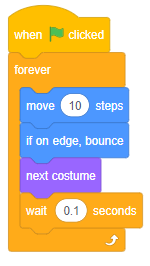 when clicked
forever
move 10 steps
if on edge, bounce
next costume
wait 0.1 seconds